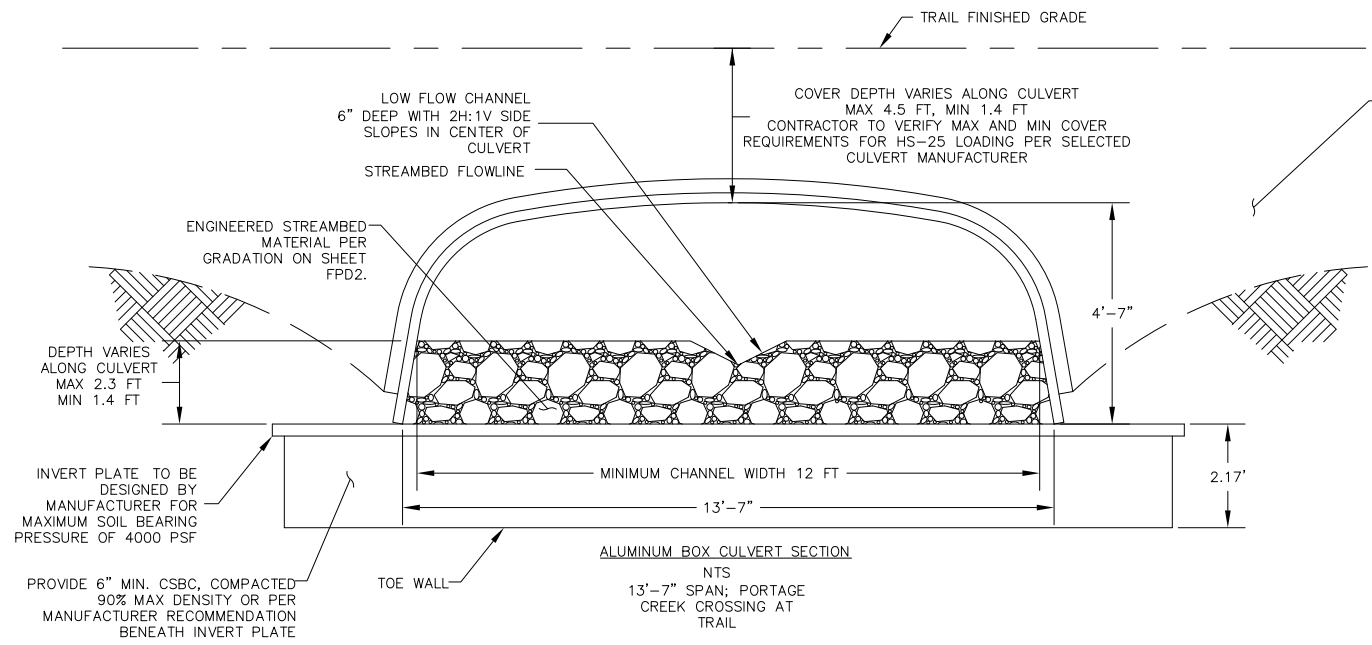 TRAIL FINISHED GRADE
LOW FLOW CHANNEL
6" DEEP WITH 2H:1V SIDE
SLOPES IN CENTER OF
CULVERT
COVER DEPTH VARIES ALONG CULVERT
MAX 4.5 FT, MIN 1.4 FT
CONTRACTOR TO VERIFY MAX AND MIN COVER
REQUIREMENTS FOR HS-25 LOADING PER SELECTED
CULVERT MANUFACTURER
STREAMBED FLOWLINE
ENGINEERED STREAMBED
MATERIAL PER
GRADATION ON SHEET
FPD2.
4'-7"
DEPTH VARIES
ALONG CULVERT
MAX 2.3 FT
MIN 1.4 FT
MINIMUM CHANNEL WIDTH 12 FT
2.17'
13'-7"
INVERT PLATE TO BE
DESIGNED BY
MANUFACTURER FOR
MAXIMUM SOIL BEARING
PRESSURE OF 4000 PSF
ALUMINUM BOX CULVERT SECTION
NTS
13'-7" SPAN; PORTAGE
CREEK CROSSING AT
TRAIL
TOE WALL
PROVIDE 6" MIN. CSBC, COMPACTED
90% MAX DENSITY OR PER
MANUFACTURER RECOMMENDATION
BENEATH INVERT PLATE